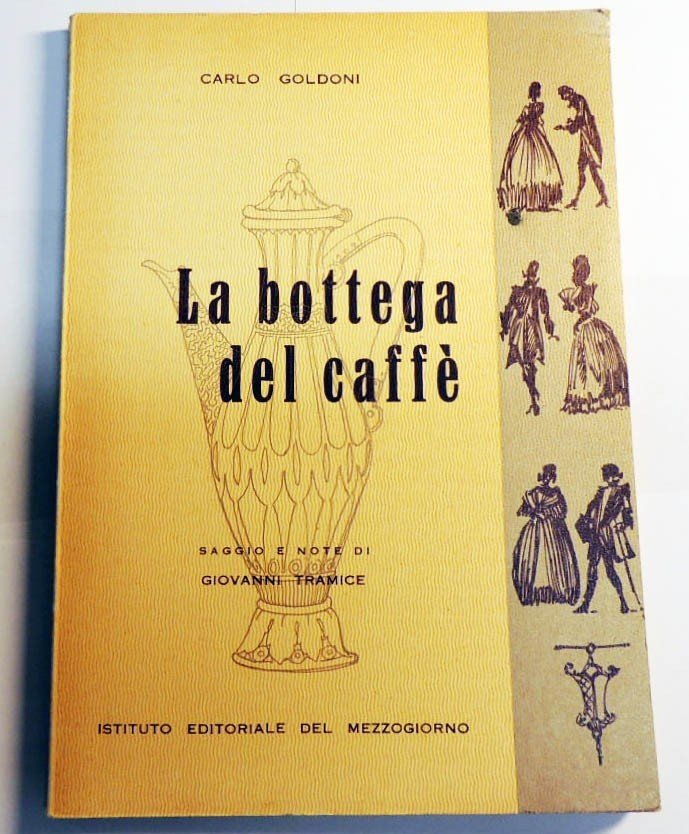 CARLO GOLDONI
La bottega
del caffè
SAGGIO E NOTE DI
GIOVANNI TRAMICE
ISTITUTO EDITORIALE DEL MEZZOGIORNO